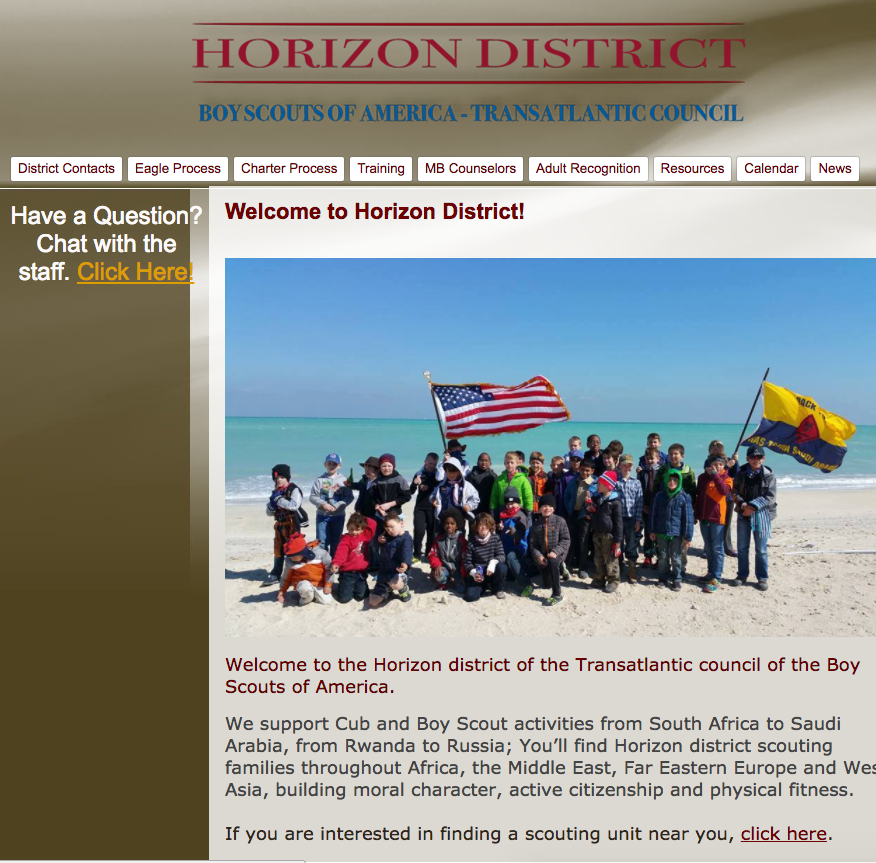 HORIZON DISTRICT
BOY SCOUTS OF AMERICA - TRANSATLANTIC COUNCIL
District Contacts Eagle Process Charter Process Training MB Counselors Adult Recognition Resources Calendar News
Have a Question?
Chat with the
staff. Click Here!
Welcome to Horizon District!
PACK
SAUDI
Welcome to the Horizon district of the Transatlantic council of the Boy
Scouts of America.
We support Cub and Boy Scout activities from South Africa to Saudi
Arabia, from Rwanda to Russia; You'll find Horizon district scouting
families throughout Africa, the Middle East, Far Eastern Europe and Wes
Asia, building moral character, active citizenship and physical fitness.
If you are interested in finding a scouting unit near you, click here.